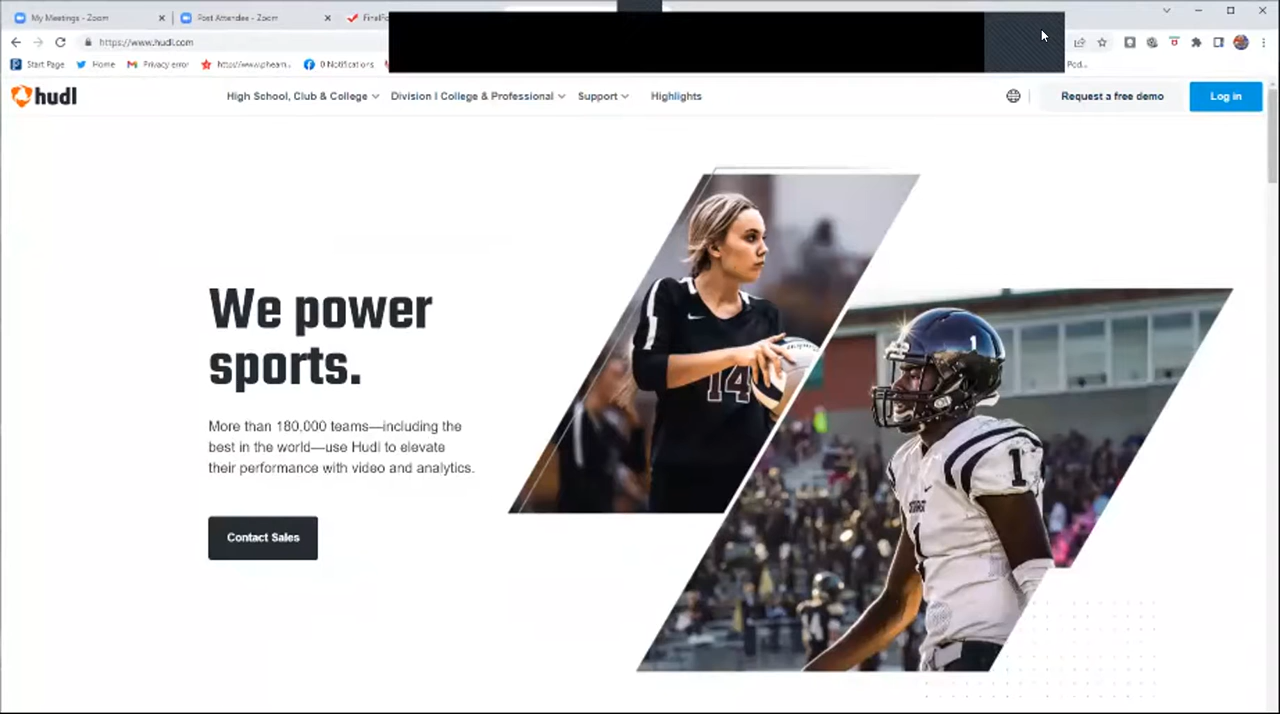 My Meetings - Zoom
Post Attendee - Zoom
https://www.hudl.com
Start Page
Home
Privacy error
0 Notifications
Pod...
hudl
High School, Club & College
Division I College & Professional
Support
Highlights
Request a free demo
Log in
We power
sports.
More than 180,000 teams—including the
best in the world—use Hudl to elevate
their performance with video and analytics.
Contact Sales
14
1
1
1